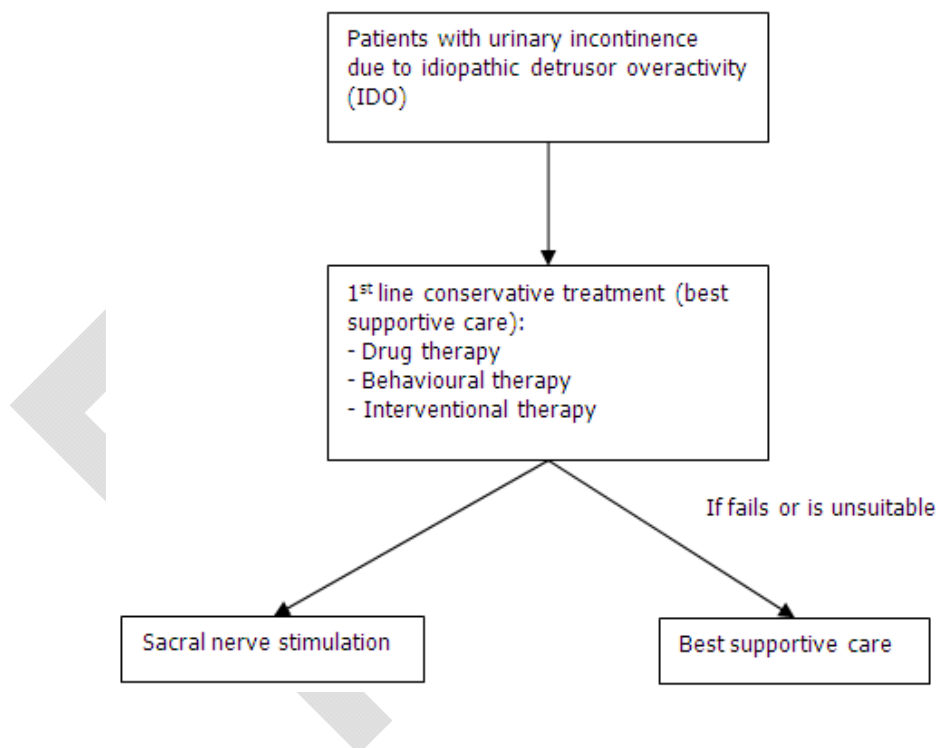 Patients with urinary incontinence
due to idiopathic detrusor overactivity
(IDO)
1st line conservative treatment (best
supportive care):
- Drug therapy
- Behavioural therapy
- Interventional therapy
If fails or is unsuitable
Sacral nerve stimulation
Best supportive care